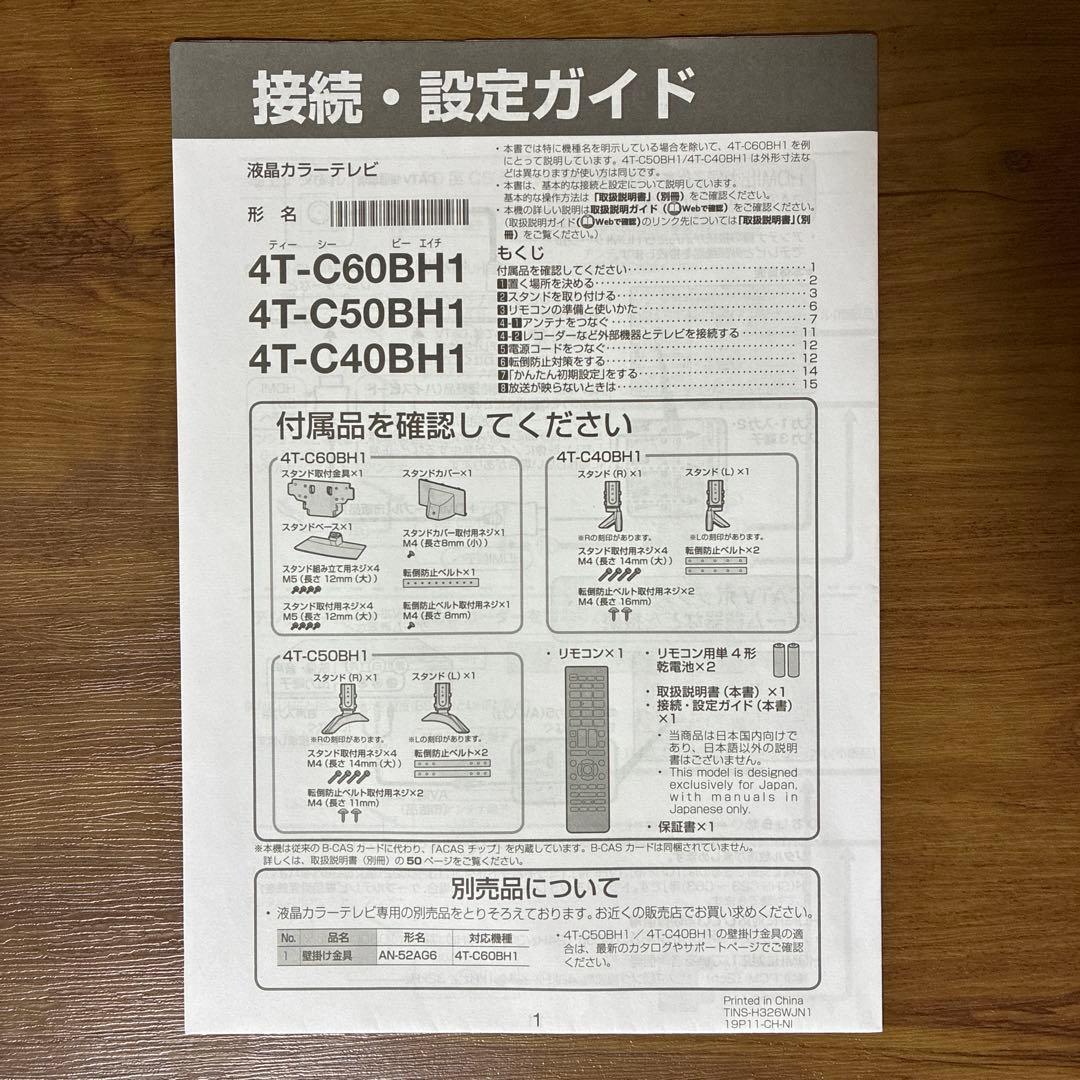 接続・設定ガイド
液晶カラーテレビ
形 名
ティー シー ビー エイチ
4T-C60BH1
4T-C50BH1
4T-C40BH1
・本書では特に機種名を明示している場合を除いて、4T-C60BH1 を例
にとって説明しています。4T-C50BH1/4T-C40BH1 は外形寸法な
どは異なりますが使い方は同じです。
・本書は、基本的な接続と設定について説明しています。
基本的な操作方法は「取扱説明書」(別冊)をご確認ください。
・本機の詳しい説明は取扱説明ガイド(Webで確認)をご確認ください。
(取扱説明ガイド(Webで確認)のリンク先については「取扱説明書」(別
冊)をご覧ください。)
もくじ
付属品を確認してください 1
1 置く場所を決める 2
2 スタンドを取り付ける 3
3 リモコンの準備と使いかた 6
4-1 アンテナをつなぐ 7
4-2 レコーダーなど外部機器とテレビを接続する 11
5 電源コードをつなぐ 12
6 転倒防止対策をする 12
7 「かんたん初期設定」をする 14
8 放送が映らないときは 15
付属品を確認してください
4T-C60BH1
スタンド取付金具×1
スタンドカバー×1
スタンドベース×1
スタンドカバー取付用ネジ×1
M4(長さ8mm(小))
スタンド組み立て用ネジ×4
M5(長さ 12mm(大))
転倒防止ベルト×1
スタンド取付用ネジ×4
M5(長さ 12mm(大))
転倒防止ベルト取付用ネジ×1
M4(長さ 8mm)
4T-C40BH1
スタンド(R)×1
スタンド(L)×1
※Rの刻印があります。
※Lの刻印があります。
スタンド取付用ネジ×4
M4(長さ 14mm(大))
転倒防止ベルト×2
転倒防止ベルト取付用ネジ×2
M4(長さ 16mm)
4T-C50BH1
スタンド(R)×1
スタンド(L)×1
※Rの刻印があります。
※Lの刻印があります。
スタンド取付用ネジ×4
M4(長さ 14mm(大))
転倒防止ベルト×2
転倒防止ベルト取付用ネジ×2
M4(長さ 11mm)
・リモコン×1
・リモコン用単4形
乾電池×2
・取扱説明書(本書)×1
・接続・設定ガイド(本書)
×1
・当商品は日本国内向けで
あり、日本語以外の説明
書はございません。
・This model is designed
exclusively for Japan,
with manuals in
Japanese only.
・保証書×1
※本機は従来の B-CAS カードに代わり、「ACAS チップ」を内蔵しています。B-CAS カードは同梱されていません。
詳しくは、取扱説明書(別冊)の 50 ページをご覧ください。
別売品について
・液晶カラーテレビ専用の別売品をとりそろえております。お近くの販売店でお買い求めください。
No. 品名 形名 対応機種
1 壁掛け金具 AN-52AG6 4T-C60BH1
・4T-C50BH1 / 4T-C40BH1 の壁掛け金具の適
合は、最新のカタログやサポートページでご確認
ください。
Printed in China
TINS-H326WJN1
19P11-CH-NI
1